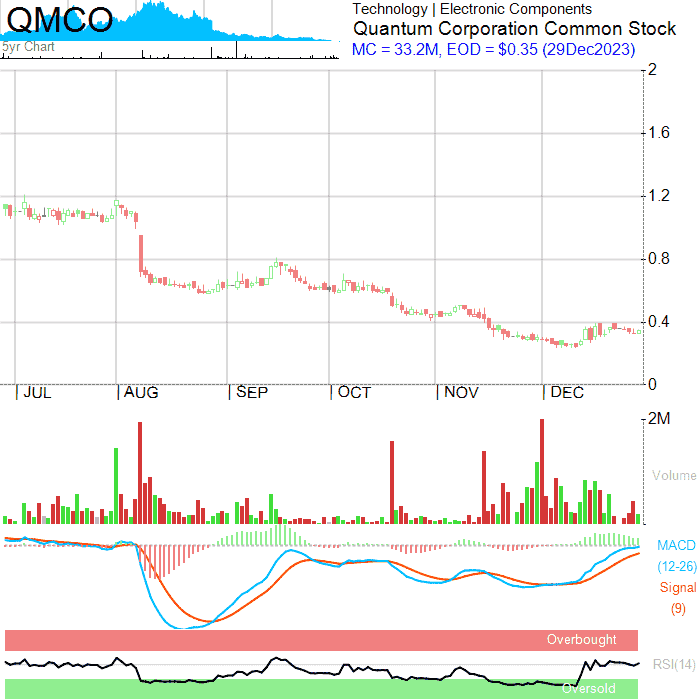 QMCO
5yr Chart
Technology | Electronic Components
Quantum Corporation Common Stock
MC = 33.2M, EOD = $0.35 (29Dec2023)
2
1.6
1.2
0.8
0.4
0
JUL AUG SEP OCT NOV DEC
2M
Volume
MACD
(12-26)
Signal
(9)
Overbought
RSI(14)
Oversold